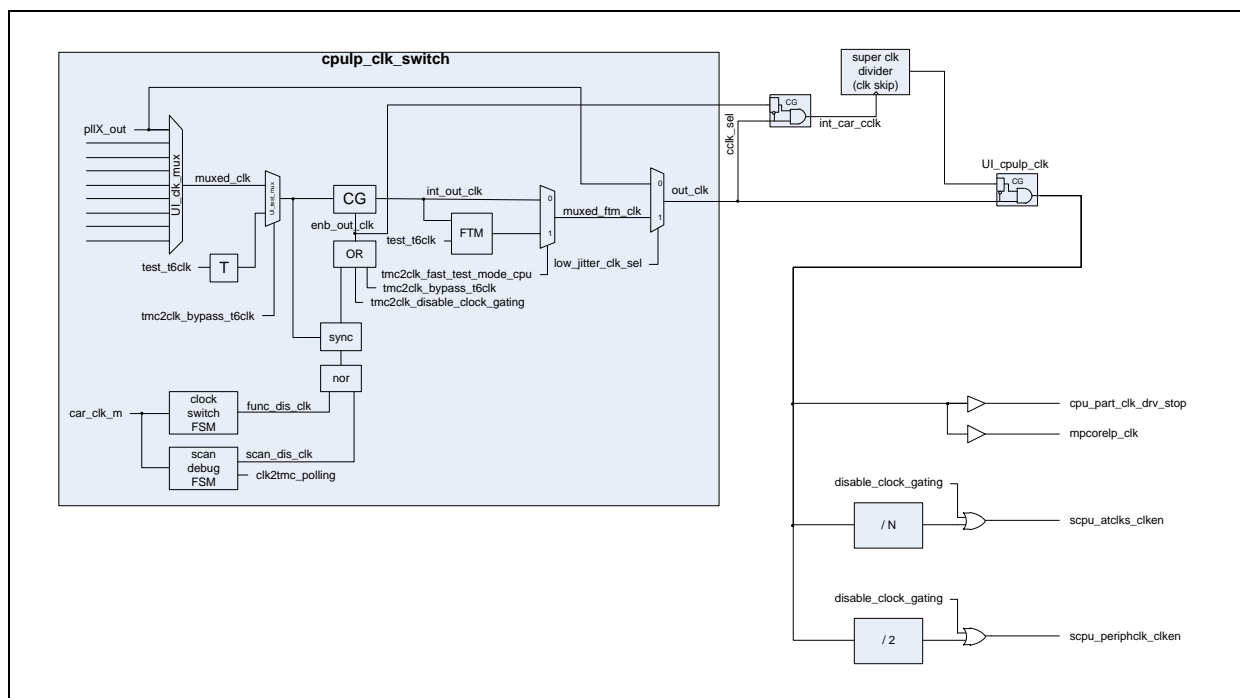 cpulp_clk_switch
pllX_out
UI_clk_mux
muxed_clk
UI_test_mux
test_t6clk
T
tmc2clk_bypass_t6clk
CG
enb_out_clk
int_out_clk
test_t6clk
FTM
0
1
muxed_ftm_clk
0
1
out_clk
low_jitter_clk_sel
OR
tmc2clk_fast_test_mode_cpu
tmc2clk_bypass_t6clk
tmc2clk_disable_clock_gating
sync
nor
car_clk_m
clock
switch
FSM
func_dis_clk
scan
debug
FSM
scan_dis_clk
clk2tmc_polling
cclk_sel
CG
int_car_cclk
super clk
divider
(clk skip)
UI_cpulp_clk
CG
cpu_part_clk_drv_stop
mpcorelp_clk
disable_clock_gating
/ N
scpu_atclks_clken
disable_clock_gating
/ 2
scpu_periphclk_clken